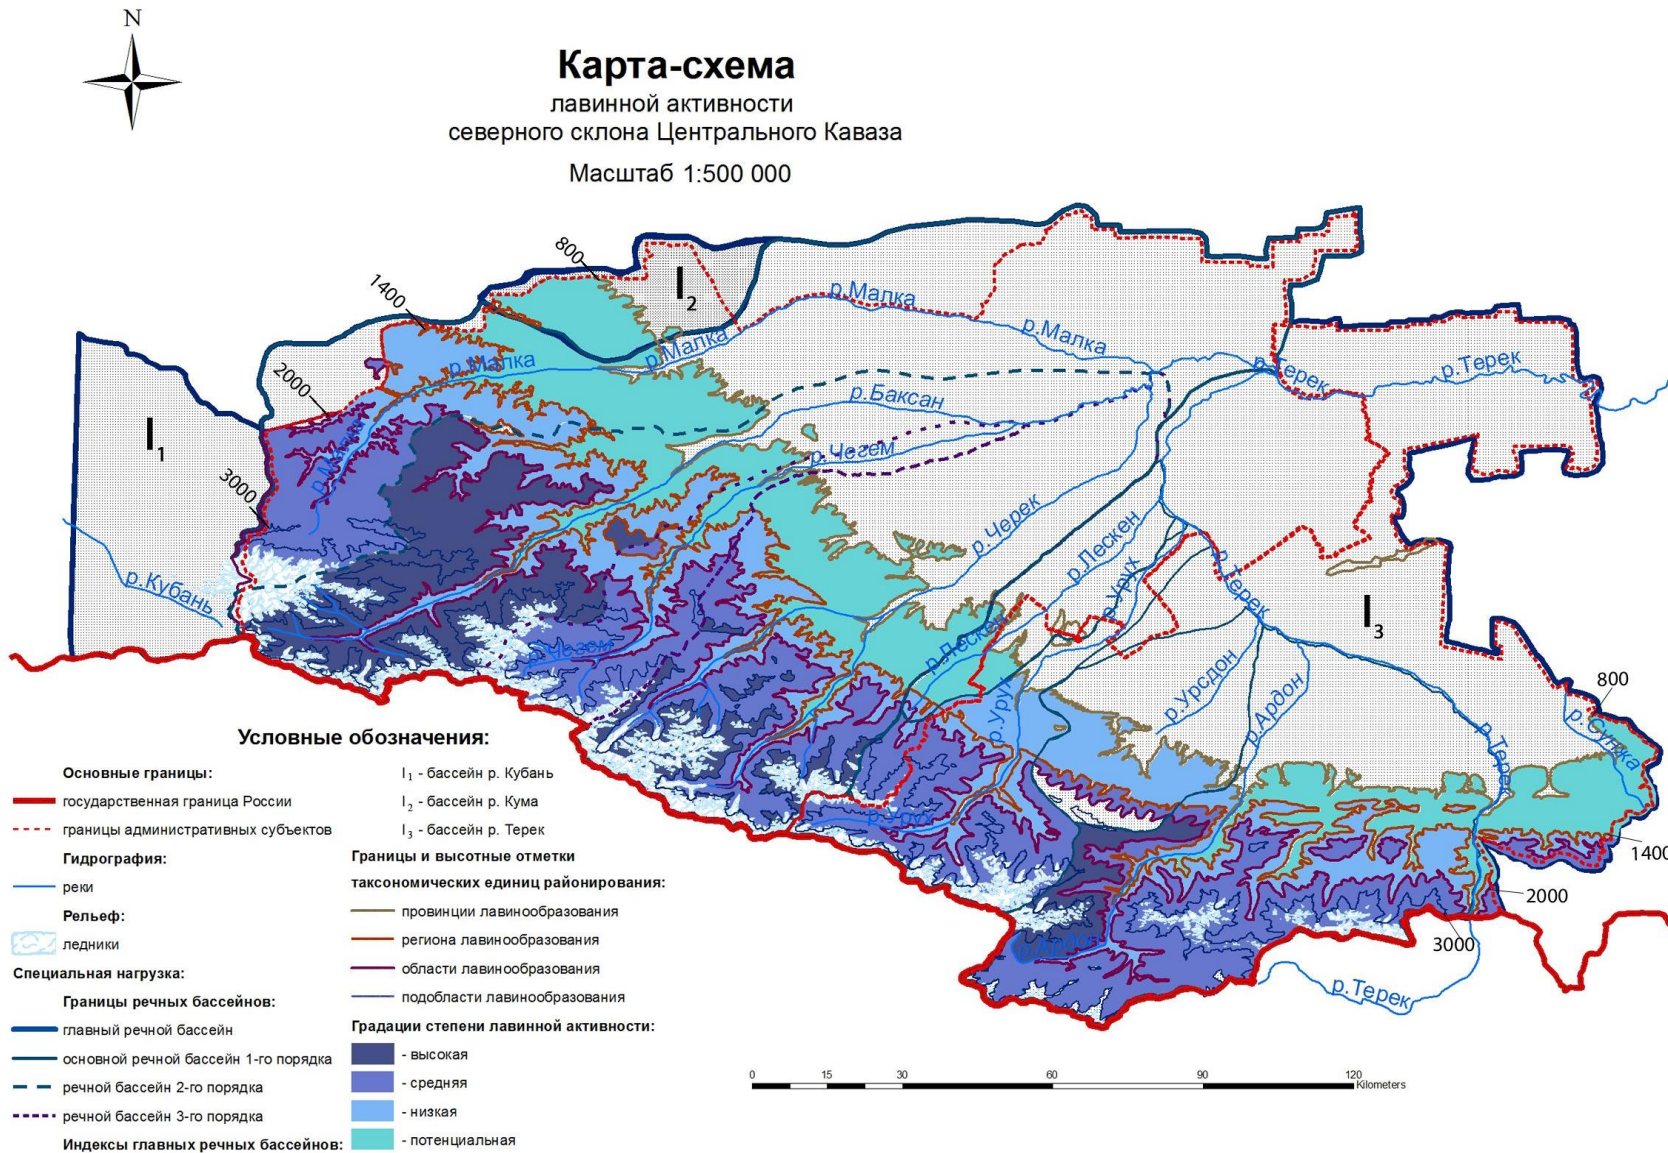 N
Карта-схема
лавинной активности
северного склона Центрального Каваза
Масштаб 1:500 000
800
1400
2000
3000
I₁
I₂
I₃
р.Малка
р.Малка
р.Малка
р.Малка
р.Малка
р.Терек
р.Терек
р.Баксан
р.Чегем
р.Черек
р.Лескен
р.Урух
р.Терек
р.Кубань
р.Чегем
р.Лескен
р.Урух
р.Урсдон
р.Ардон
р.Терек
р.Сунжа
800
р.Урух
1400
2000
3000
р.Ардон
р.Терек
Условные обозначения:
Основные границы:
государственная граница России
границы административных субъектов
Гидрография:
реки
Рельеф:
ледники
Специальная нагрузка:
Границы речных бассейнов:
главный речной бассейн
основной речной бассейн 1-го порядка
речной бассейн 2-го порядка
речной бассейн 3-го порядка
Индексы главных речных бассейнов:
I₁ - бассейн р. Кубань
I₂ - бассейн р. Кума
I₃ - бассейн р. Терек
Границы и высотные отметки
таксономических единиц районирования:
провинции лавинообразования
региона лавинообразования
области лавинообразования
подобласти лавинообразования
Градации степени лавинной активности:
- высокая
- средняя
- низкая
- потенциальная
0 15 30 60 90 120
Kilometers